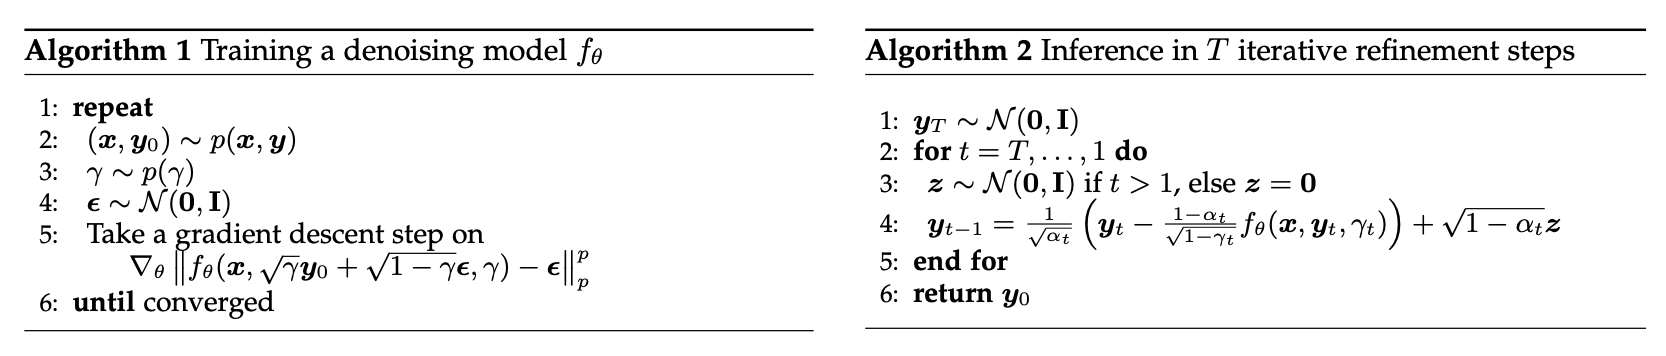 Algorithm 1 Training a denoising model f_θ
1: repeat
2: (x, y_0) ∼ p(x, y)
3: γ ∼ p(γ)
4: ϵ ∼ N(0, I)
5: Take a gradient descent step on
∇_θ ‖f_θ(x, √γ y_0 + √(1 − γ) ϵ, γ) − ϵ‖_p^p
6: until converged
Algorithm 2 Inference in T iterative refinement steps
1: y_T ∼ N(0, I)
2: for t = T, . . . , 1 do
3: z ∼ N(0, I) if t > 1, else z = 0
4: y_{t−1} = 1/√α_t (y_t − (1−α_t)/√(1−γ_t) f_θ(x, y_t, γ_t)) + √(1 − α_t) z
5: end for
6: return y_0